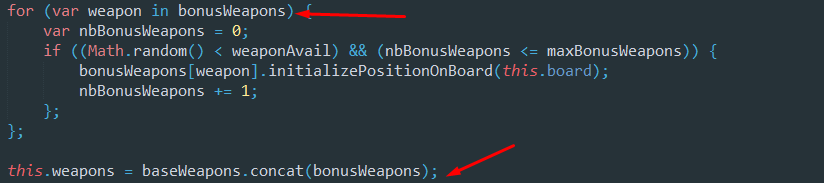 for (var weapon in bonusWeapons) {
    var nbBonusWeapons = 0;
    if ((Math.random() < weaponAvail) && (nbBonusWeapons <= maxBonusWeapons)) {
        bonusWeapons[weapon].initializePositionOnBoard(this.board);
        nbBonusWeapons += 1;
    };
};
this.weapons = baseWeapons.concat(bonusWeapons);